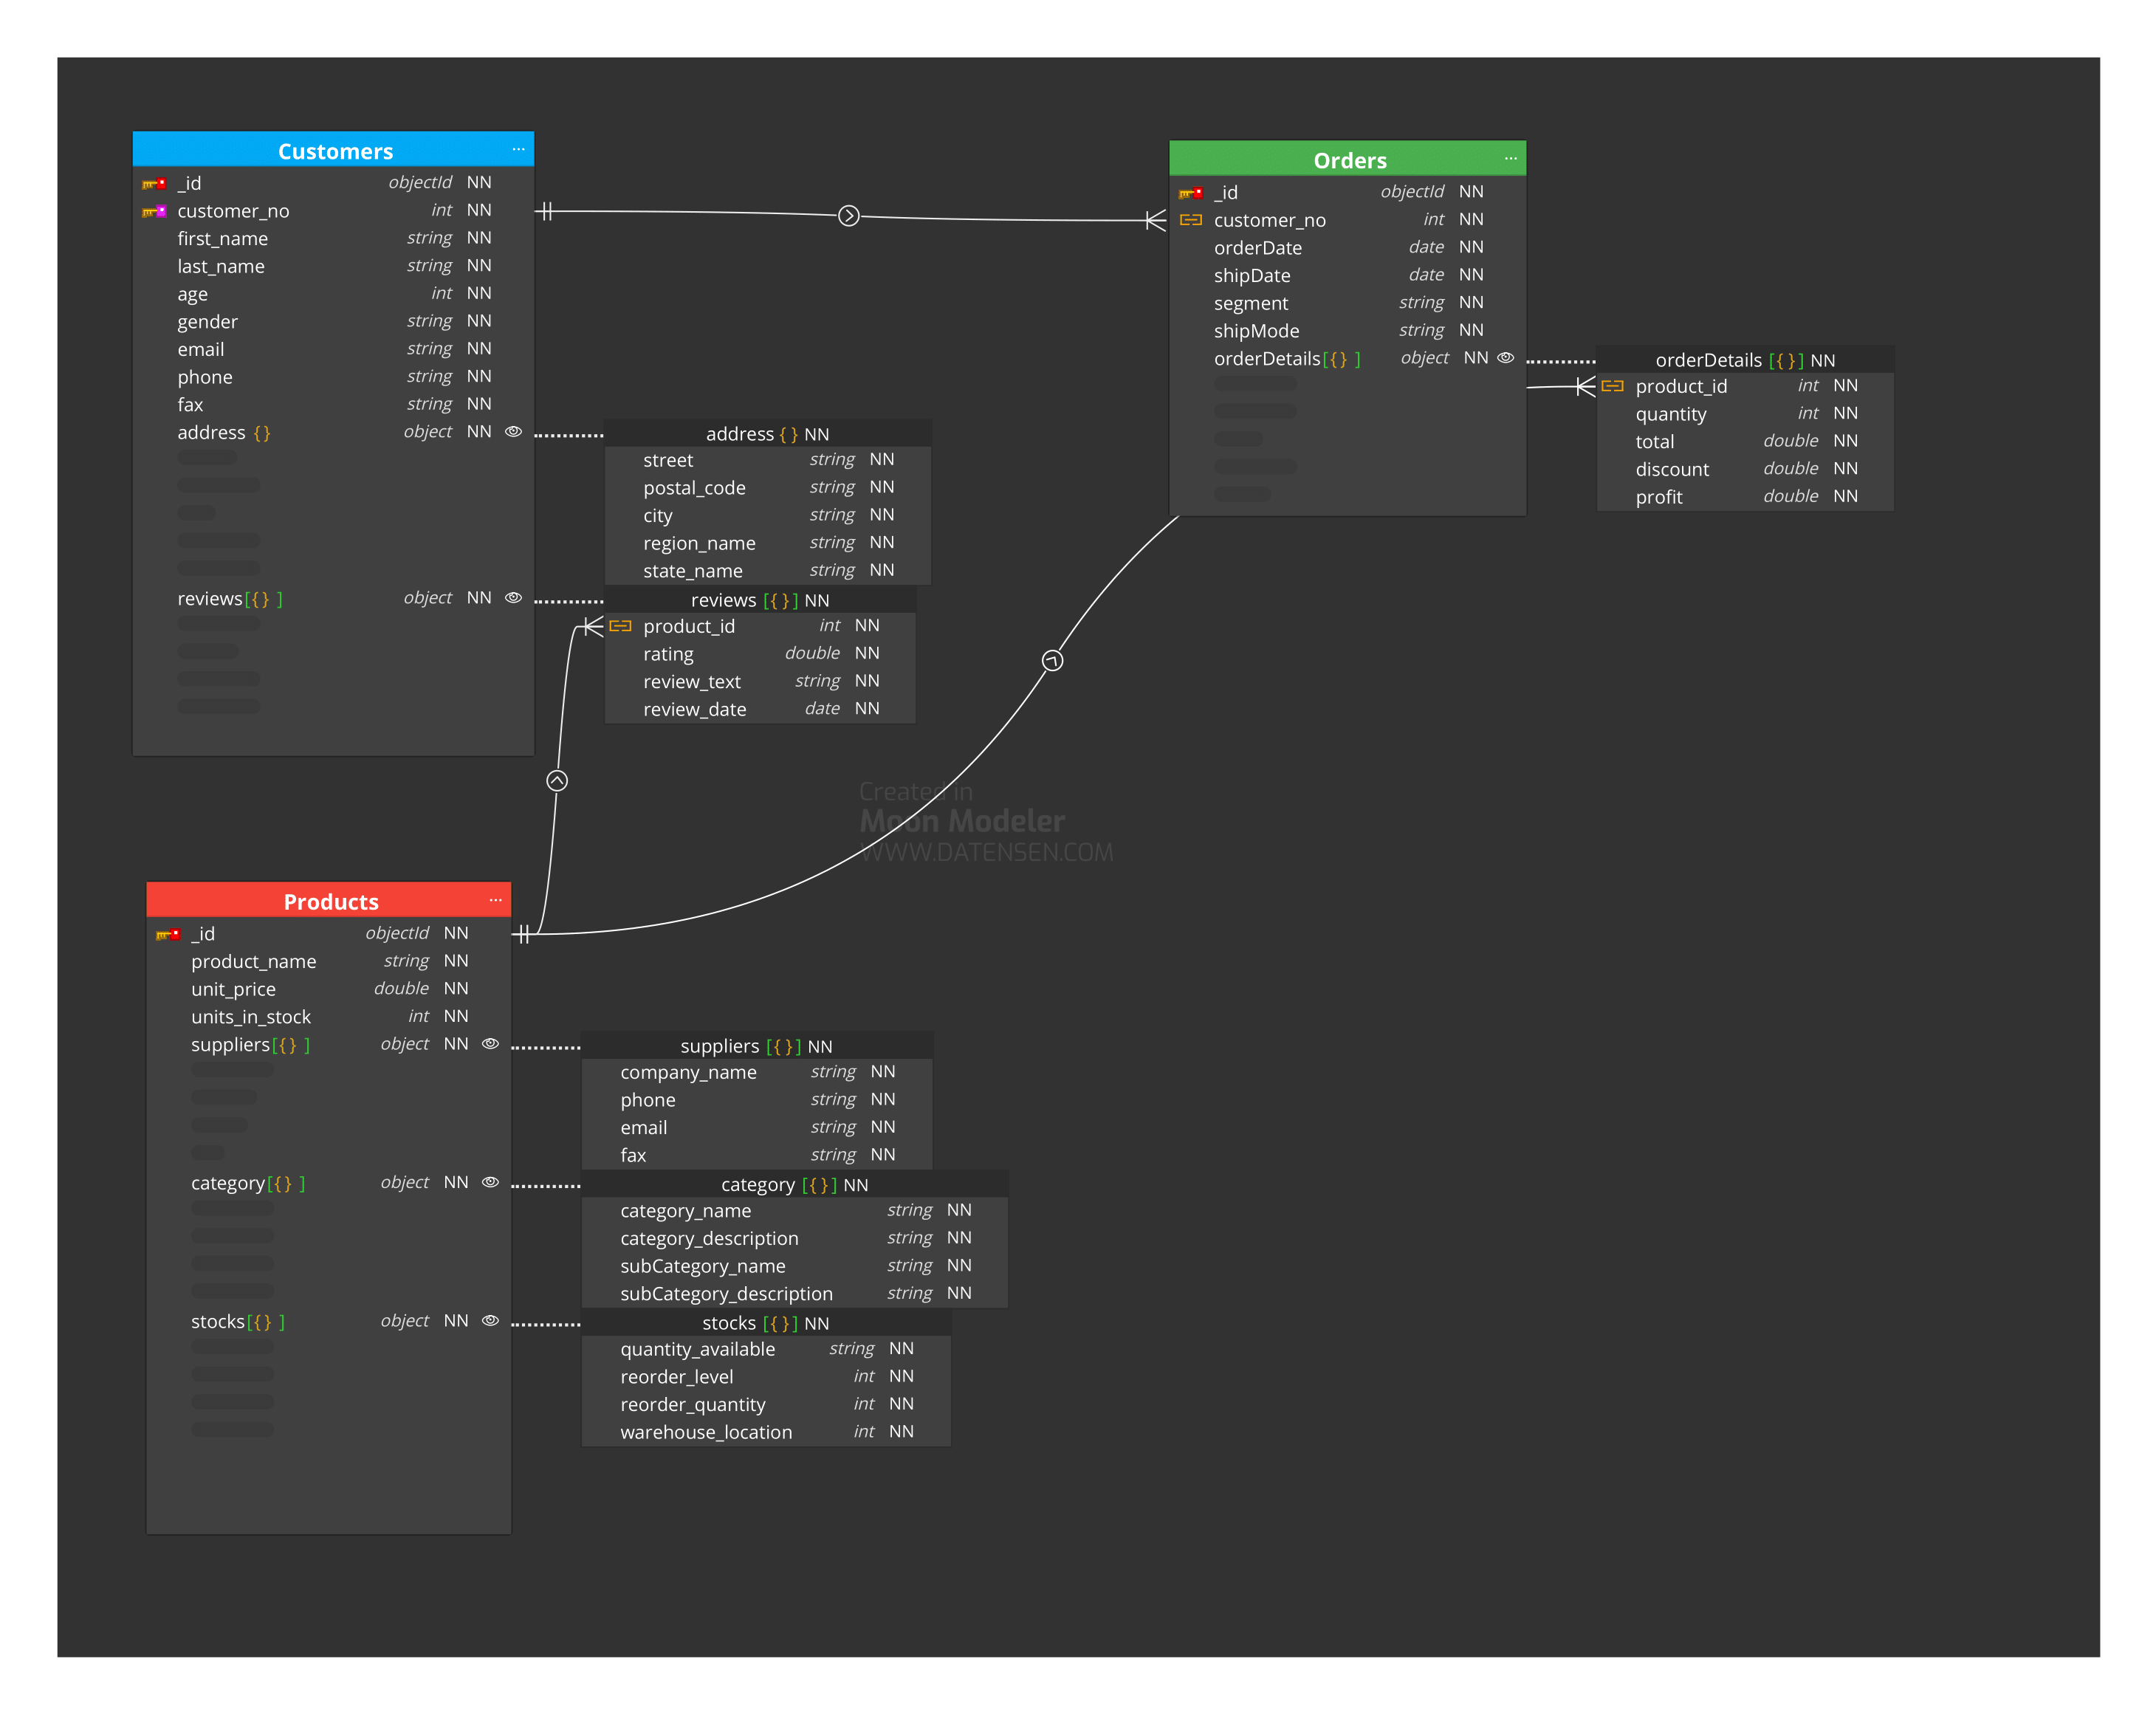 Customers ...
_id objectId NN
customer_no int NN
first_name string NN
last_name string NN
age int NN
gender string NN
email string NN
phone string NN
fax string NN
address {} object NN
reviews[{} ] object NN
address {} NN
street string NN
postal_code string NN
city string NN
region_name string NN
state_name string NN
reviews [{}] NN
product_id int NN
rating double NN
review_text string NN
review_date date NN
Orders ...
_id objectId NN
customer_no int NN
orderDate date NN
shipDate date NN
segment string NN
shipMode string NN
orderDetails[{} ] object NN
orderDetails [{}] NN
product_id int NN
quantity int NN
total double NN
discount double NN
profit double NN
Created in
Moon Modeler
WWW.DATENSEN.COM
Products ...
_id objectId NN
product_name string NN
unit_price double NN
units_in_stock int NN
suppliers[{} ] object NN
category[{} ] object NN
stocks[{} ] object NN
suppliers [{}] NN
company_name string NN
phone string NN
email string NN
fax string NN
category [{}] NN
category_name string NN
category_description string NN
subCategory_name string NN
subCategory_description string NN
stocks [{}] NN
quantity_available string NN
reorder_level int NN
reorder_quantity int NN
warehouse_location int NN